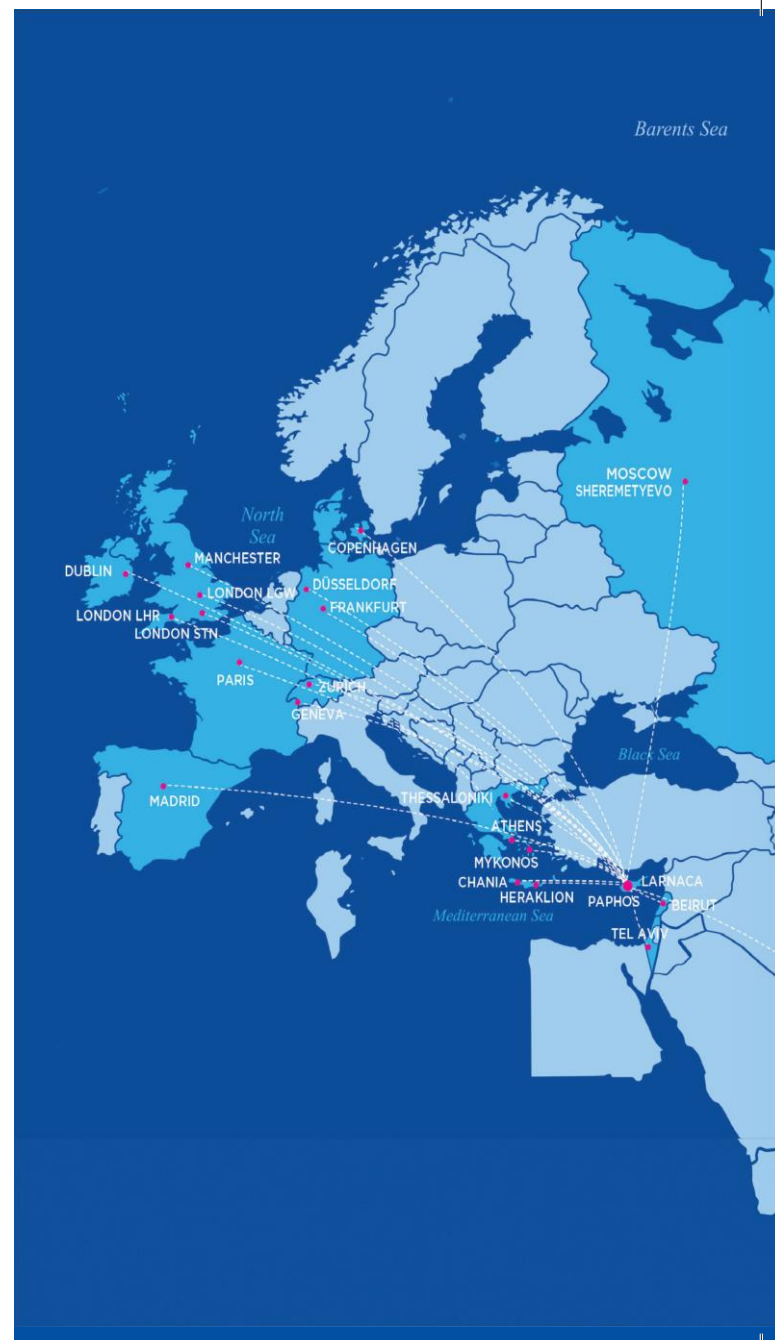 Barents Sea
MOSCOW
SHEREMETYEVO
North
Sea
COPENHAGEN
MANCHESTER
DUBLIN
DÜSSELDORF
LONDON LGW
FRANKFURT
LONDON LHR
LONDON STN
PARIS
ZURICH
GENEVA
Black Sea
MADRID
THESSALONIKI
ATHENS
MYKONOS
CHANIA
LARNACA
HERAKLION
PAPHOS
BEIRUT
Mediterranean Sea
TEL AVIV